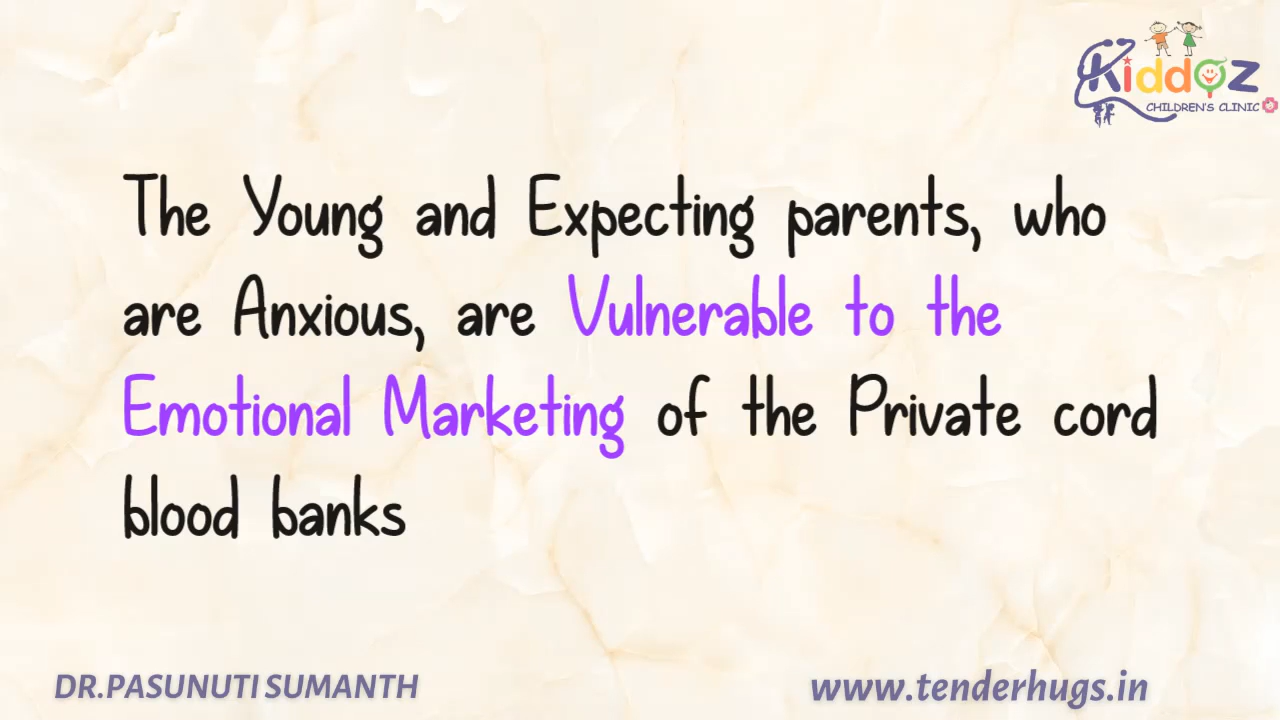 Kiddoz
CHILDREN'S CLINIC
The Young and Expecting parents, who
are Anxious, are Vulnerable to the
Emotional Marketing of the Private cord
blood banks
DR.PASUNUTI SUMANTH
www.tenderhugs.in